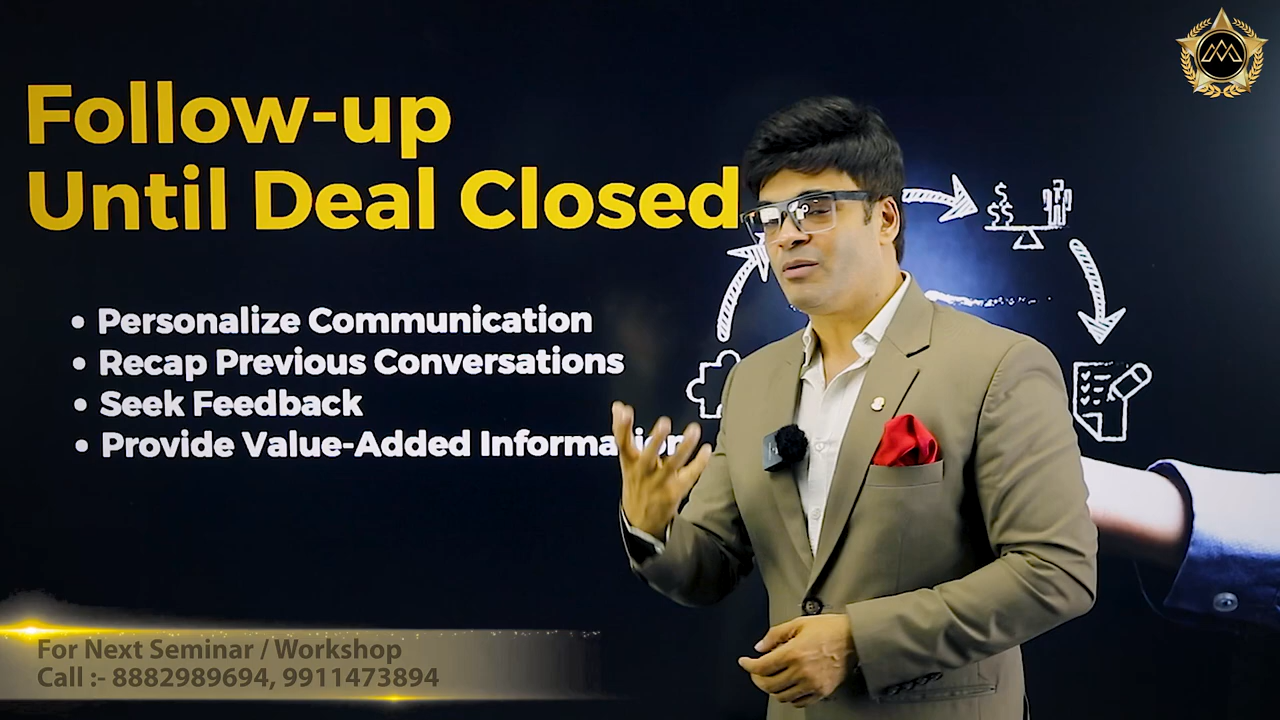 Follow-up
Until Deal Closed
• Personalize Communication
• Recap Previous Conversations
• Seek Feedback
• Provide Value-Added Information
For Next Seminar / Workshop
Call :- 8882989694, 9911473894